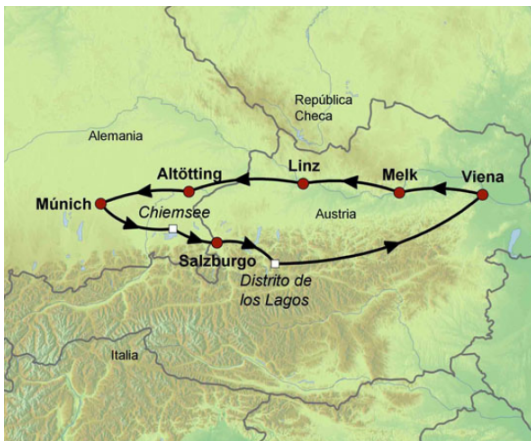 República
Checa
Alemania
Linz
Altötting
Melk
Viena
Múnich
Chiemsee
Austria
Salzburgo
Distrito de
los Lagos
Italia